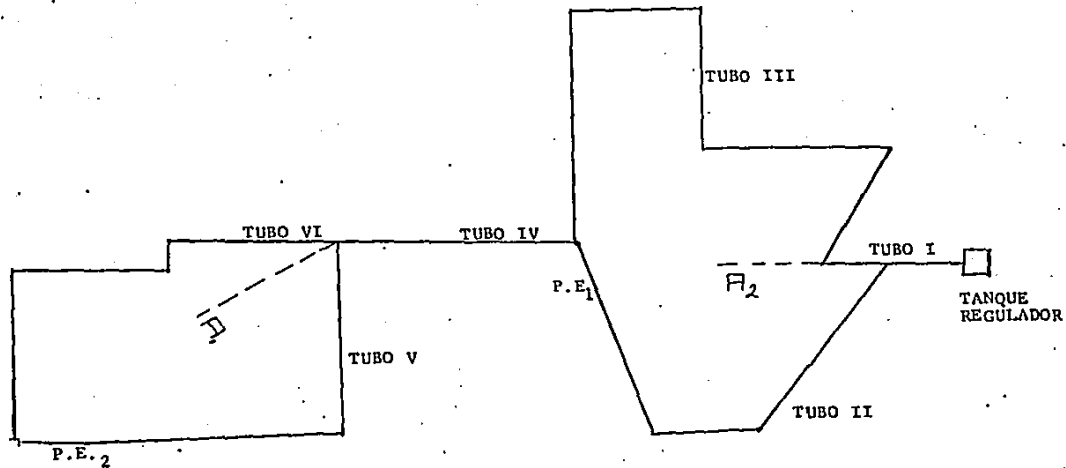 TUBO III
TUBO VI
TUBO IV
TUBO I
P.E.1
A2
TANQUE
REGULADOR
A
TUBO V
TUBO II
P.E.2